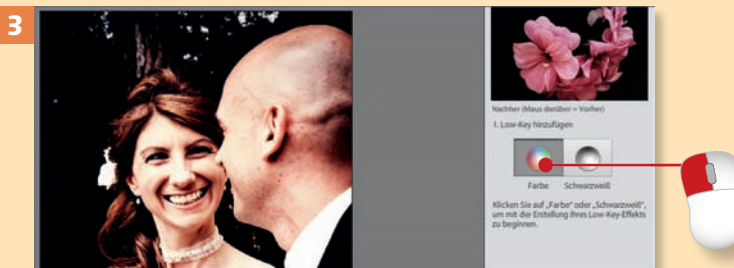 3
Nachher (Maus darüber = Vorher)
1. Low-Key hinzufügen
Farbe Schwarzweiß
Klicken Sie auf „Farbe" oder „Schwarzweiß",
um mit der Erstellung Ihres Low-Key-Effekts
zu beginnen.